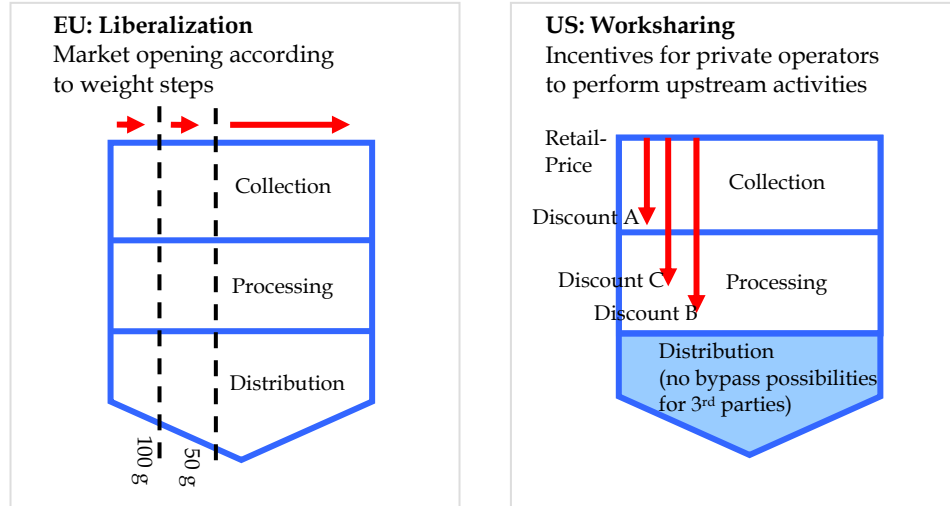 EU: Liberalization
Market opening according
to weight steps
Collection
Processing
Distribution
100 g
50 g
US: Worksharing
Incentives for private operators
to perform upstream activities
Retail-
Price
Collection
Discount A
Discount C
Processing
Discount B
Distribution
(no bypass possibilities
for 3rd parties)